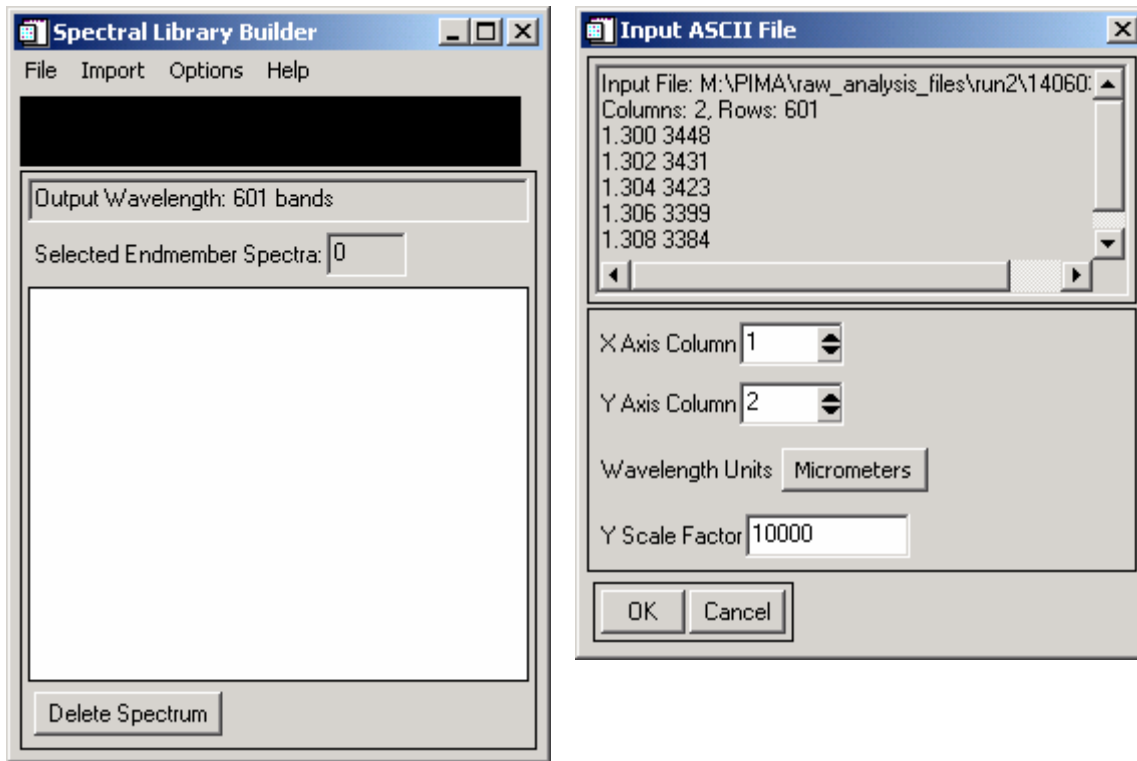 Spectral Library Builder
File Import Options Help
Output Wavelength: 601 bands
Selected Endmember Spectra: 0
Delete Spectrum
Input ASCII File
Input File: M:\PIMA\raw_analysis_files\run2\14060
Columns: 2, Rows: 601
1.300 3448
1.302 3431
1.304 3423
1.306 3399
1.308 3384
X Axis Column 1
Y Axis Column 2
Wavelength Units Micrometers
Y Scale Factor 10000
OK Cancel